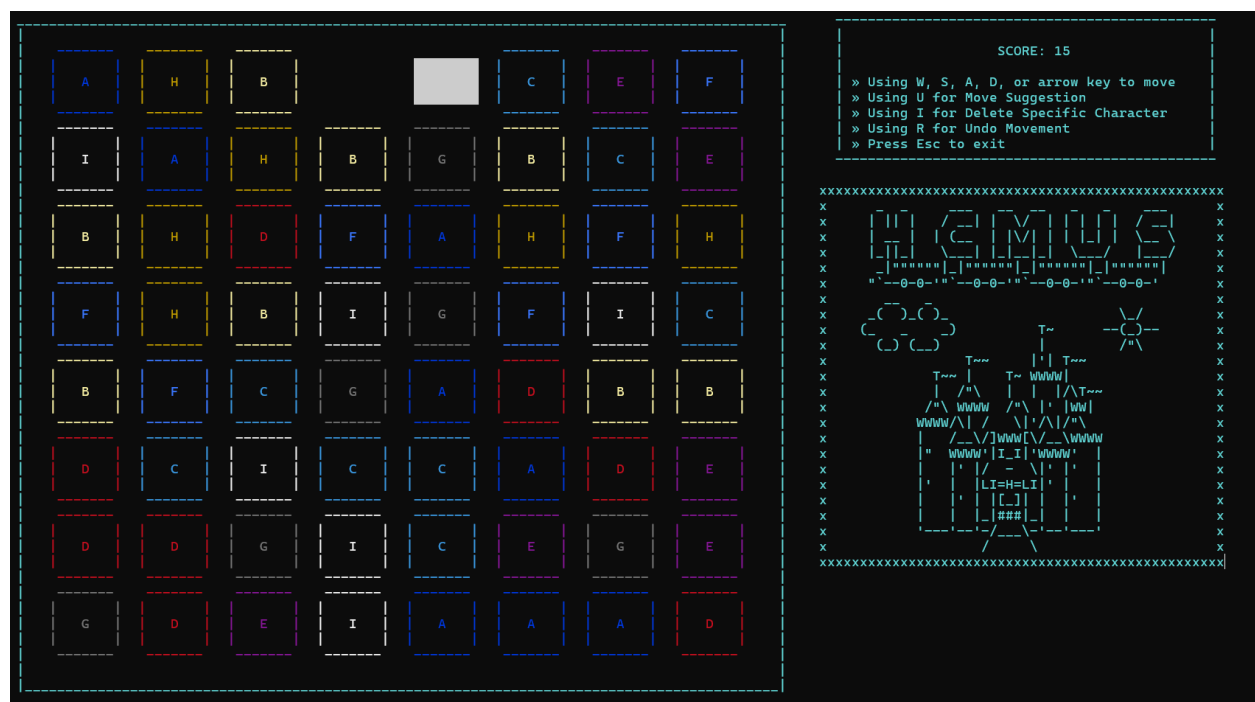 A H B C E F
I A H B G B C E
B H D F A H F H
F H B I G F I C
B F C G A D B B
D C I C C A D E
D D G I C E G E
G D E I A A A D
SCORE: 15
» Using W, S, A, D, or arrow key to move
» Using U for Move Suggestion
» Using I for Delete Specific Character
» Using R for Undo Movement
» Press Esc to exit
HCMUS